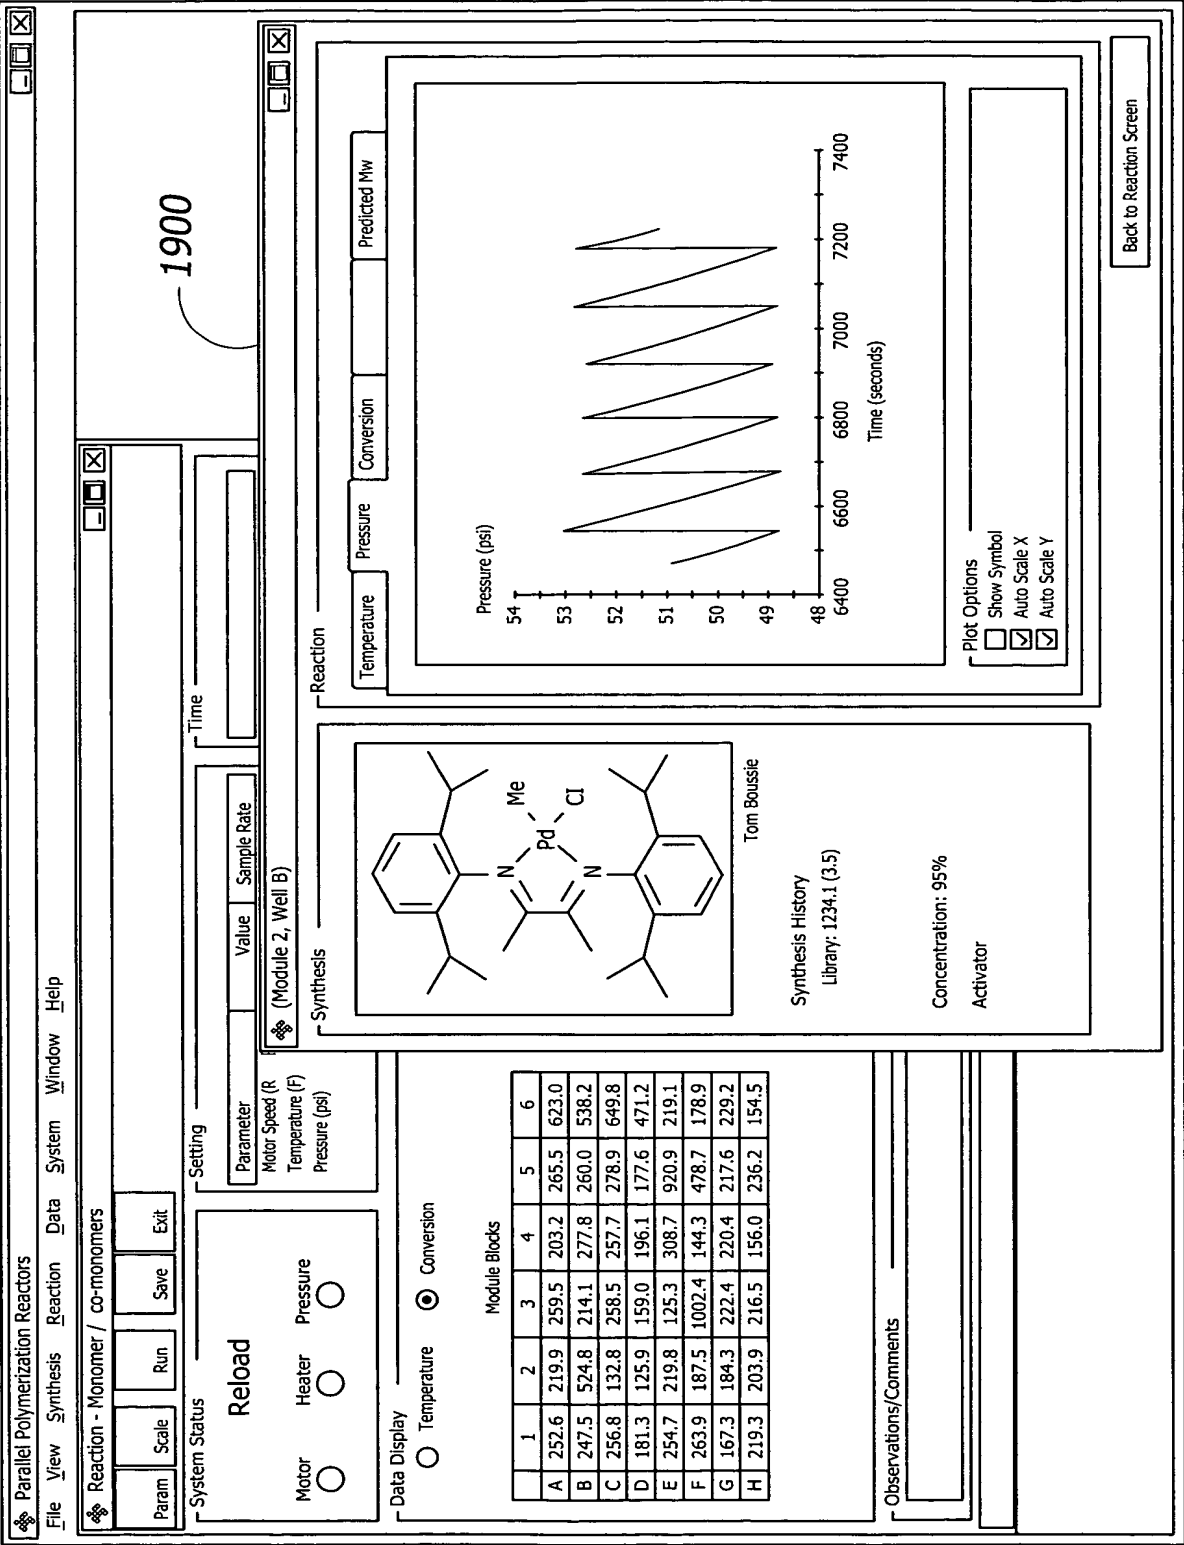 Parallel Polymerization Reactors
File View Synthesis Reaction Data System Window Help
Reaction - Monomer / co-monomers
Param Scale Run Save Exit
System Status
Reload
Motor Heater Pressure
Setting
Parameter Value Sample Rate
Motor Speed (R
Temperature (F)
Pressure (psi)
Time
1900
Data Display
Temperature Conversion
Module Blocks
1 2 3 4 5 6
A 252.6 219.9 259.5 203.2 265.5 623.0
B 247.5 524.8 214.1 277.8 260.0 538.2
C 256.8 132.8 258.5 257.7 278.9 649.8
D 181.3 125.9 159.0 196.1 177.6 471.2
E 254.7 219.8 125.3 308.7 920.9 219.1
F 263.9 187.5 1002.4 144.3 478.7 178.9
G 167.3 184.3 222.4 220.4 217.6 229.2
H 219.3 203.9 216.5 156.0 236.2 154.5
Observations/Comments
(Module 2, Well B)
Synthesis
N
N
Pd
Me
Cl
Tom Boussie
Synthesis History
Library: 1234.1 (3.5)
Concentration: 95%
Activator
Reaction
Temperature Pressure Conversion Predicted Mw
Pressure (psi)
54
53
52
51
50
49
48
6400 6600 6800 7000 7200 7400
Time (seconds)
Plot Options
Show Symbol
Auto Scale X
Auto Scale Y
Back to Reaction Screen